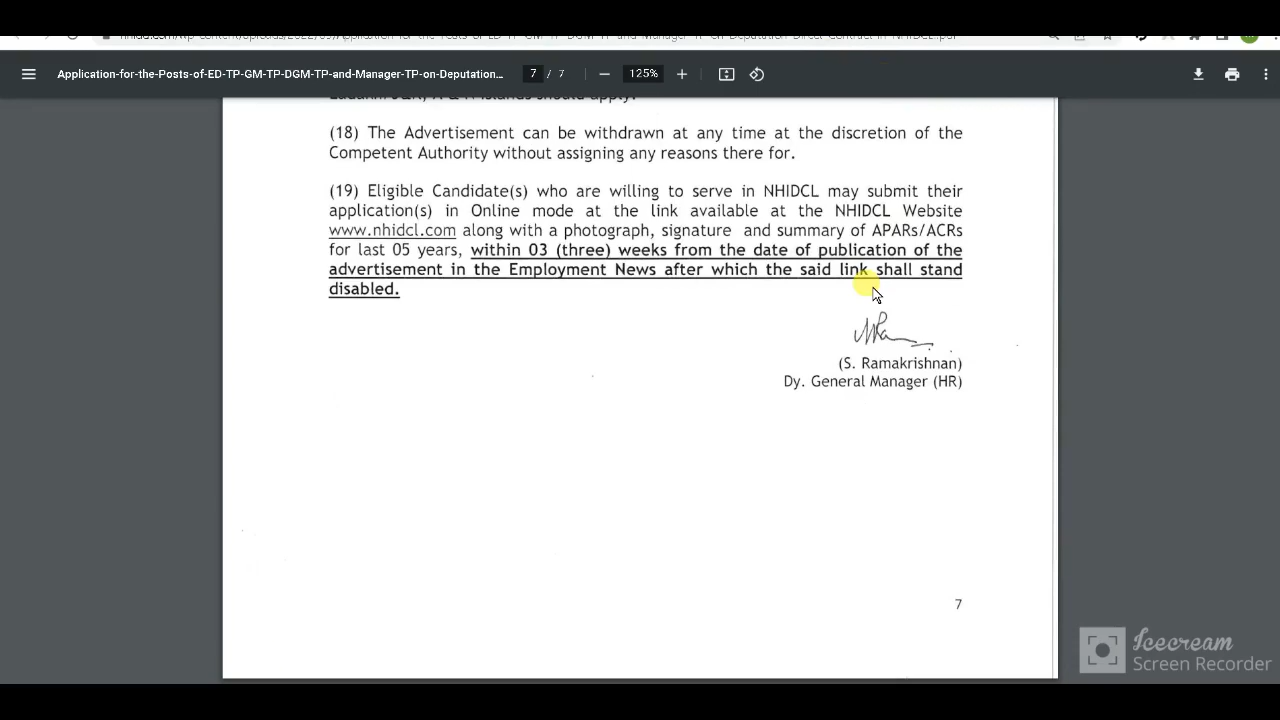 Application-for-the-Posts-of-ED-TP-GM-TP-DGM-TP-and-Manager-TP-on-Deputation... 7 / 7 125%
(18) The Advertisement can be withdrawn at any time at the discretion of the
Competent Authority without assigning any reasons there for.
(19) Eligible Candidate(s) who are willing to serve in NHIDCL may submit their
application(s) in Online mode at the link available at the NHIDCL Website
www.nhidcl.com along with a photograph, signature and summary of APARs/ACRs
for last 05 years, within 03 (three) weeks from the date of publication of the
advertisement in the Employment News after which the said link shall stand
disabled.
(S. Ramakrishnan)
Dy. General Manager (HR)
7
Icecream
Screen Recorder